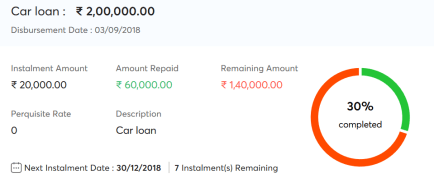 Car loan : ₹ 2,00,000.00
Disbursement Date : 03/09/2018
Instalment Amount Amount Repaid Remaining Amount
₹ 20,000.00 ₹ 60,000.00 ₹ 1,40,000.00
30%
completed
Perquisite Rate Description
0 Car loan
Next Instalment Date : 30/12/2018 7 Instalment(s) Remaining